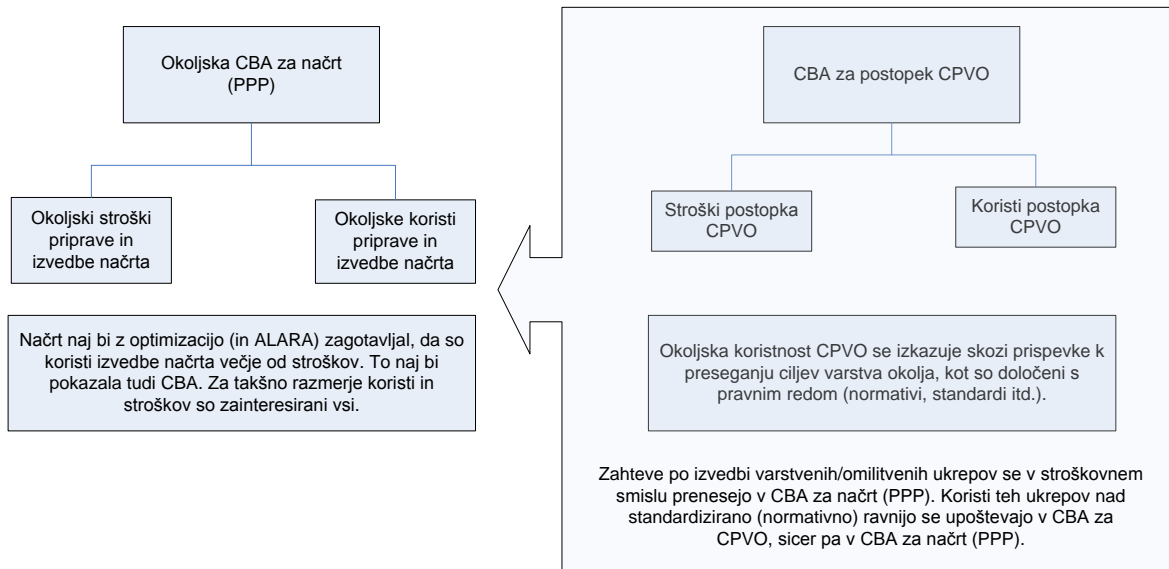 Okoljska CBA za načrt
(PPP)
Okoljski stroški
priprave in
izvedbe načrta
Okoljske koristi
priprave in
izvedbe načrta
Načrt naj bi z optimizacijo (in ALARA) zagotavljal, da so
koristi izvedbe načrta večje od stroškov. To naj bi
pokazala tudi CBA. Za takšno razmerje koristi in
stroškov so zainteresirani vsi.
CBA za postopek CPVO
Stroški postopka
CPVO
Koristi postopka
CPVO
Okoljska koristnost CPVO se izkazuje skozi prispevke k
preseganju ciljev varstva okolja, kot so določeni s
pravnim redom (normativi, standardi itd.).
Zahteve po izvedbi varstvenih/omilitvenih ukrepov se v stroškovnem
smislu prenesejo v CBA za načrt (PPP). Koristi teh ukrepov nad
standardizirano (normativno) ravnijo se upoštevajo v CBA za
CPVO, sicer pa v CBA za načrt (PPP).